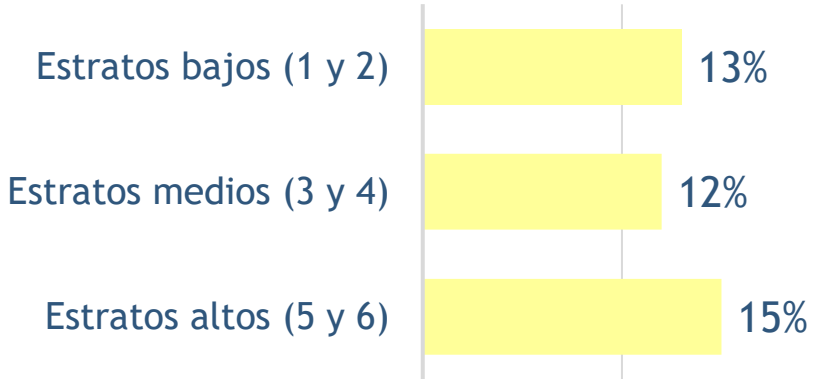 Estratos bajos (1 y 2) 13%
Estratos medios (3 y 4) 12%
Estratos altos (5 y 6) 15%